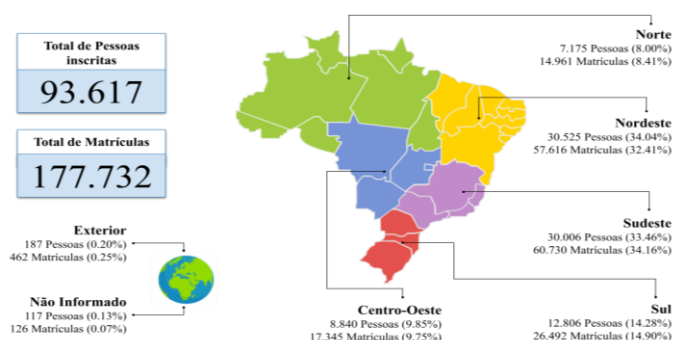 Total de Pessoas
inscritas
93.617
Total de Matrículas
177.732
Exterior
187 Pessoas (0.20%)
462 Matrículas (0.25%)
Não Informado
117 Pessoas (0.13%)
126 Matrículas (0.07%)
Norte
7.175 Pessoas (8.00%)
14.961 Matrículas (8.41%)
Nordeste
30.525 Pessoas (34.04%)
57.616 Matrículas (32.41%)
Sudeste
30.006 Pessoas (33.46%)
60.730 Matrículas (34.16%)
Centro-Oeste
8.840 Pessoas (9.85%)
17.345 Matrículas (9.75%)
Sul
12.806 Pessoas (14.28%)
26.492 Matrículas (14.90%)